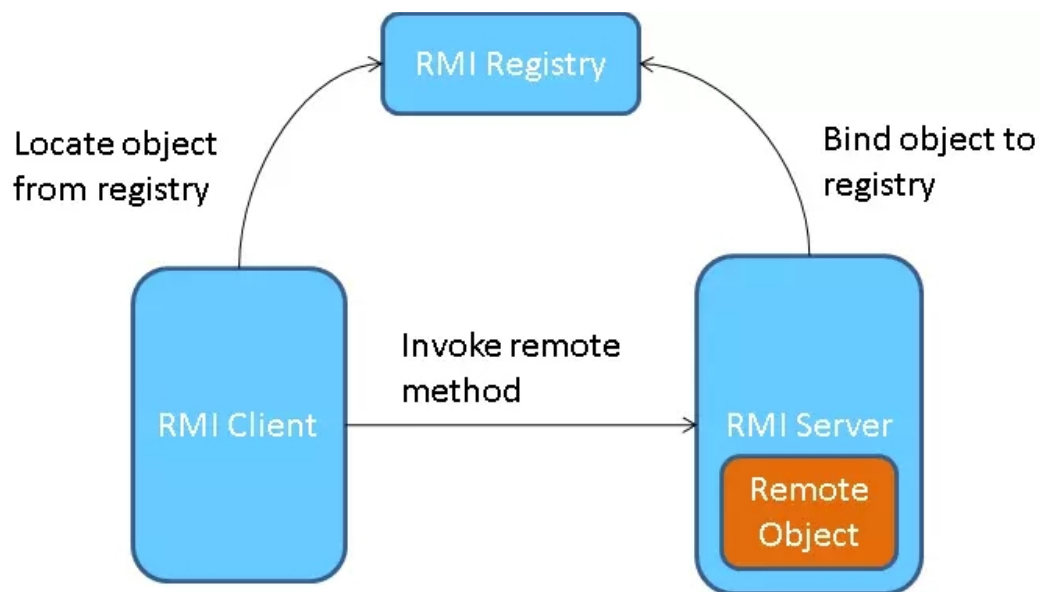 RMI Registry
Locate object
from registry
Bind object to
registry
Invoke remote
method
RMI Client
RMI Server
Remote
Object